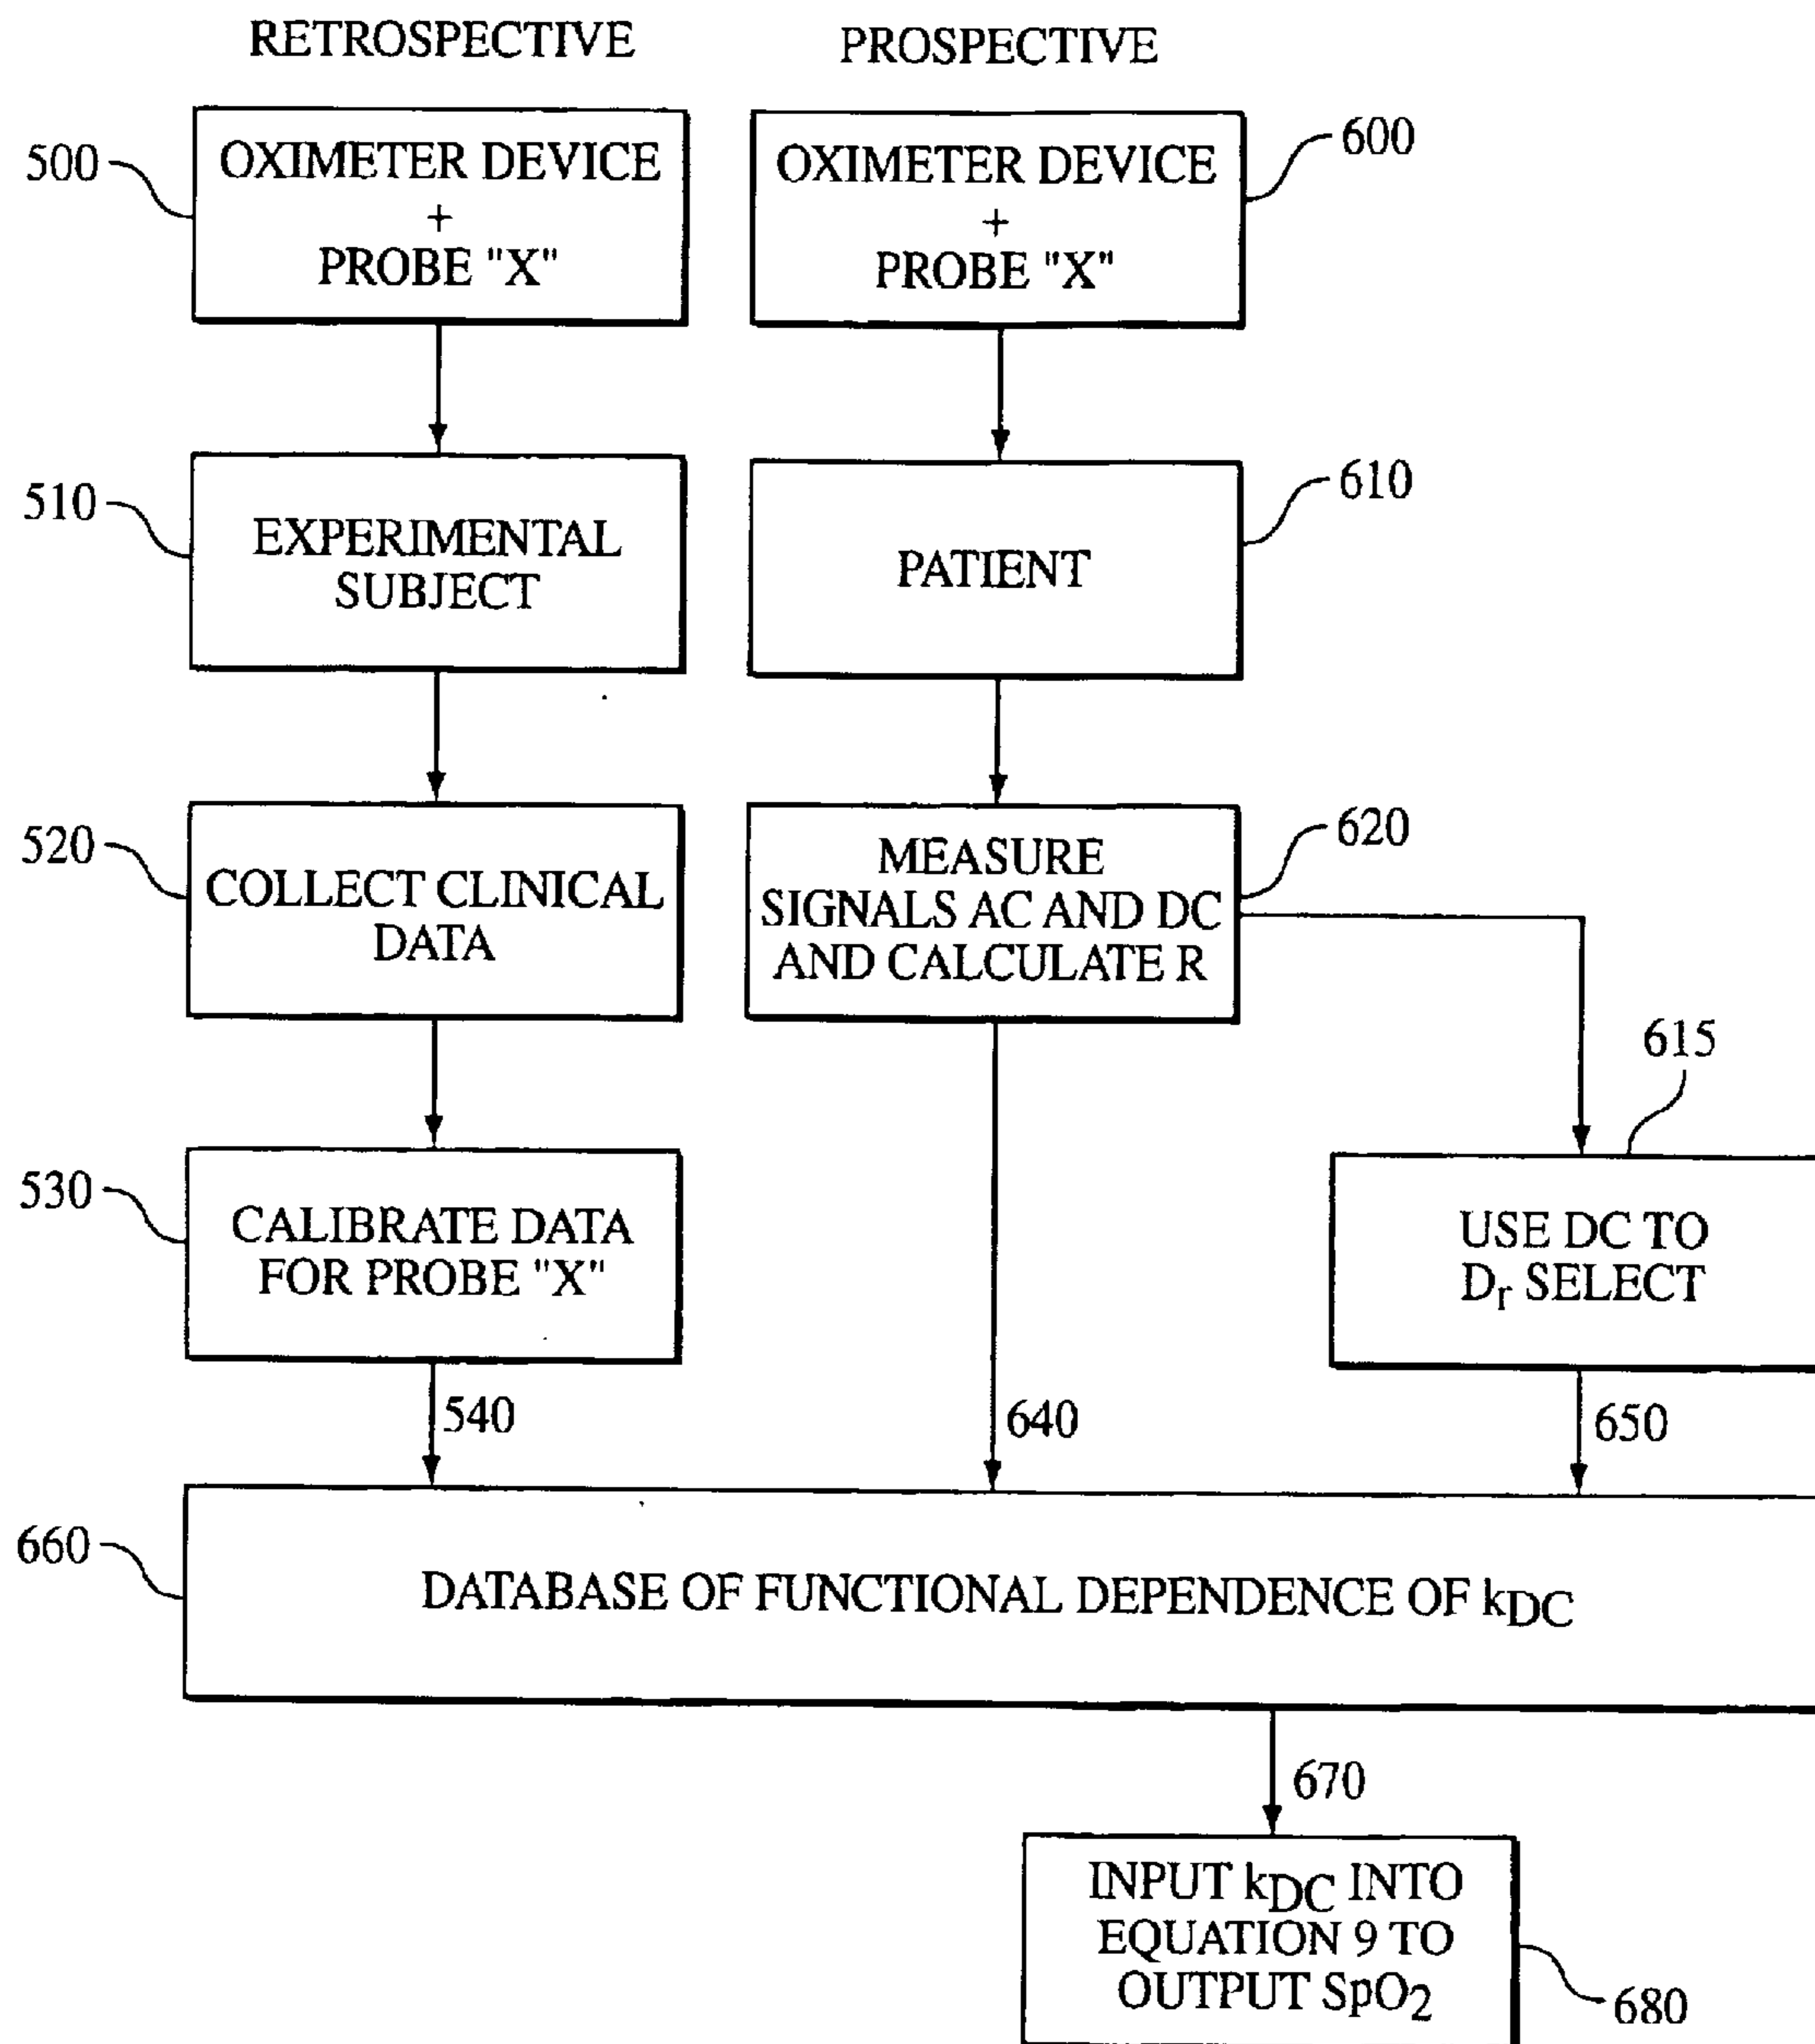 RETROSPECTIVE
PROSPECTIVE
500
OXIMETER DEVICE
+
PROBE "X"
OXIMETER DEVICE
+
PROBE "X"
600
510
EXPERIMENTAL
SUBJECT
PATIENT
610
520
COLLECT CLINICAL
DATA
MEASURE
SIGNALS AC AND DC
AND CALCULATE R
620
615
530
CALIBRATE DATA
FOR PROBE "X"
USE DC TO
Dr SELECT
540
640
650
660
DATABASE OF FUNCTIONAL DEPENDENCE OF kDC
670
INPUT kDC INTO
EQUATION 9 TO
OUTPUT SpO2
680